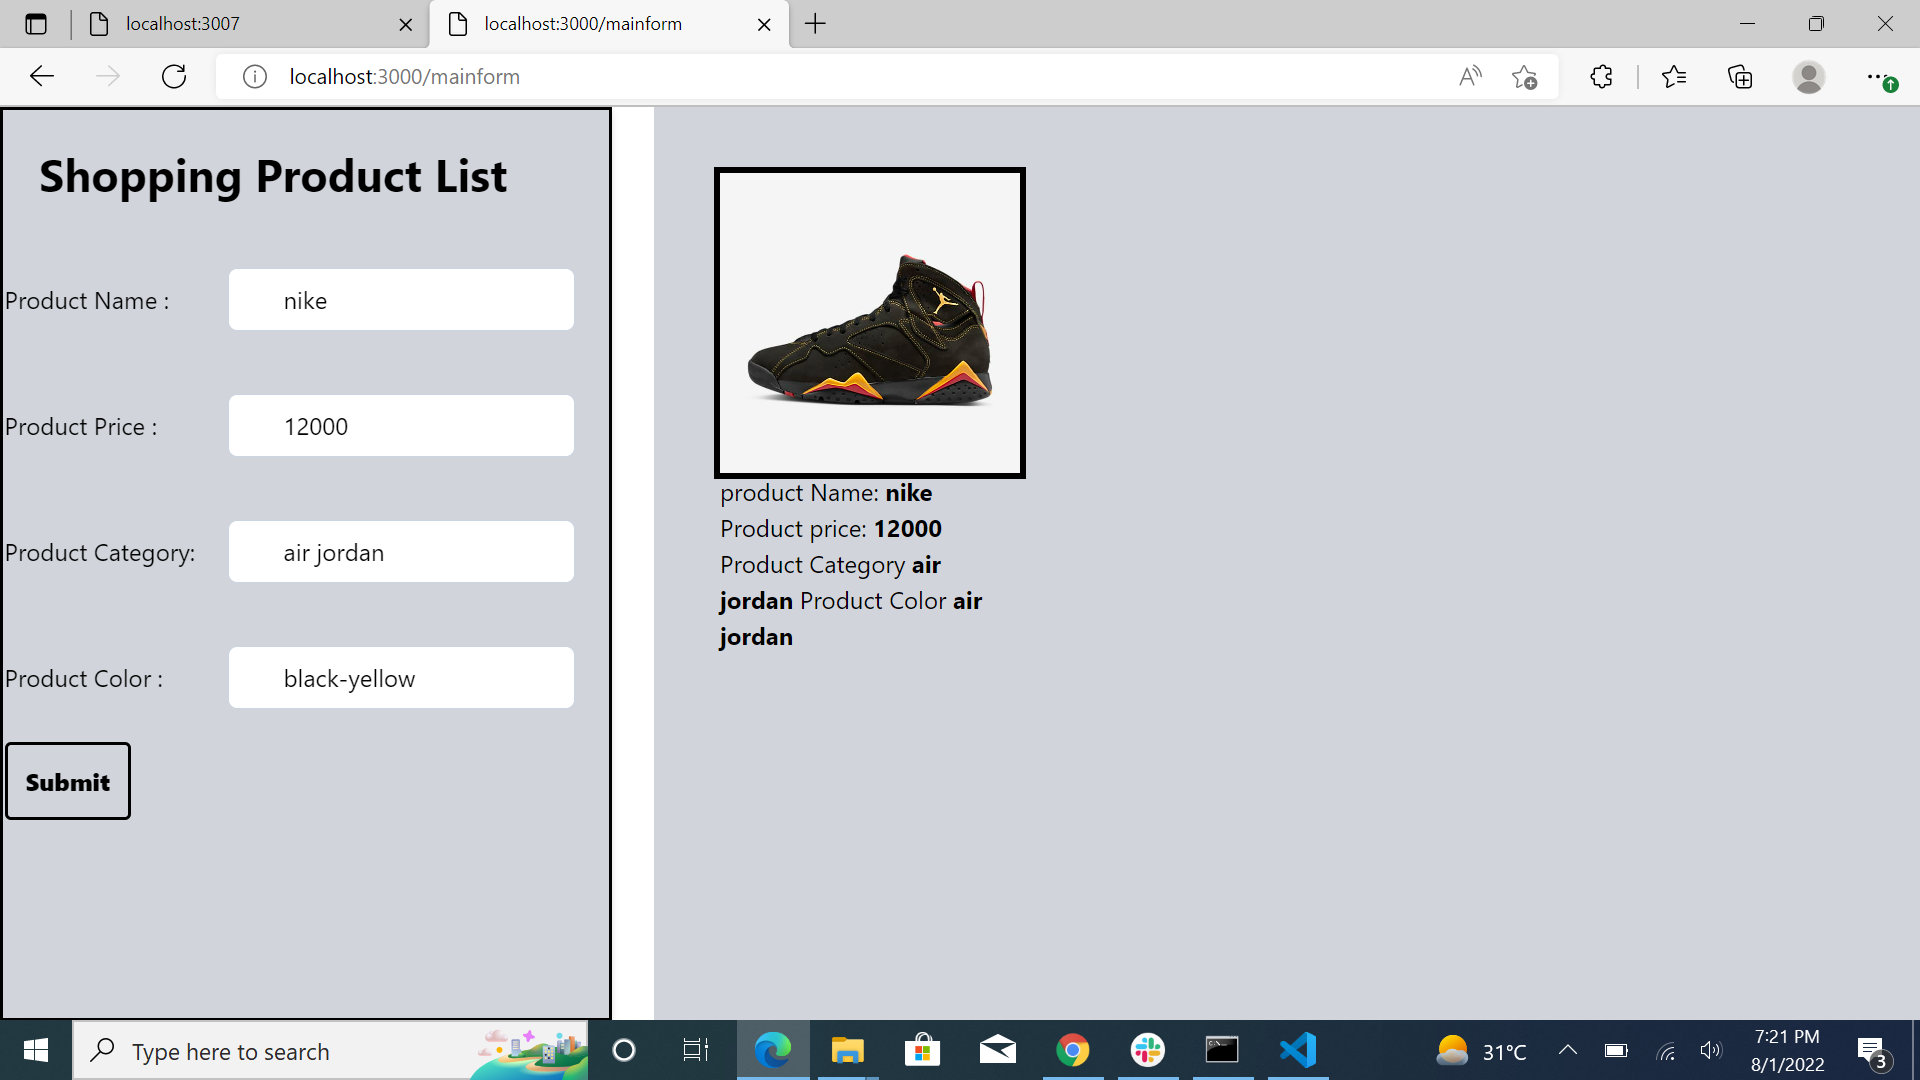 localhost:3007
localhost:3000/mainform
localhost:3000/mainform
Shopping Product List
Product Name :
nike
Product Price :
12000
Product Category:
air jordan
Product Color :
black-yellow
Submit
product Name: nike
Product price: 12000
Product Category air
jordan Product Color air
jordan
Type here to search
31°C
7:21 PM
8/1/2022
3